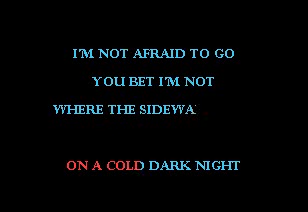 I'M NOT AFRAID TO GO
YOU BET I'M NOT
WHERE THE SIDEWA
ON A COLD DARK NIGHT